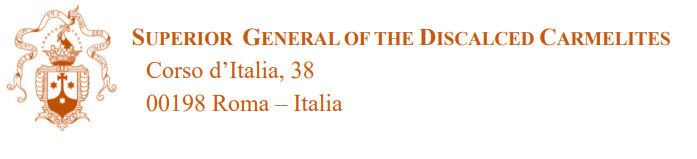 SUPERIOR GENERAL OF THE DISCALCED CARMELITES
Corso d’Italia, 38
00198 Roma – Italia